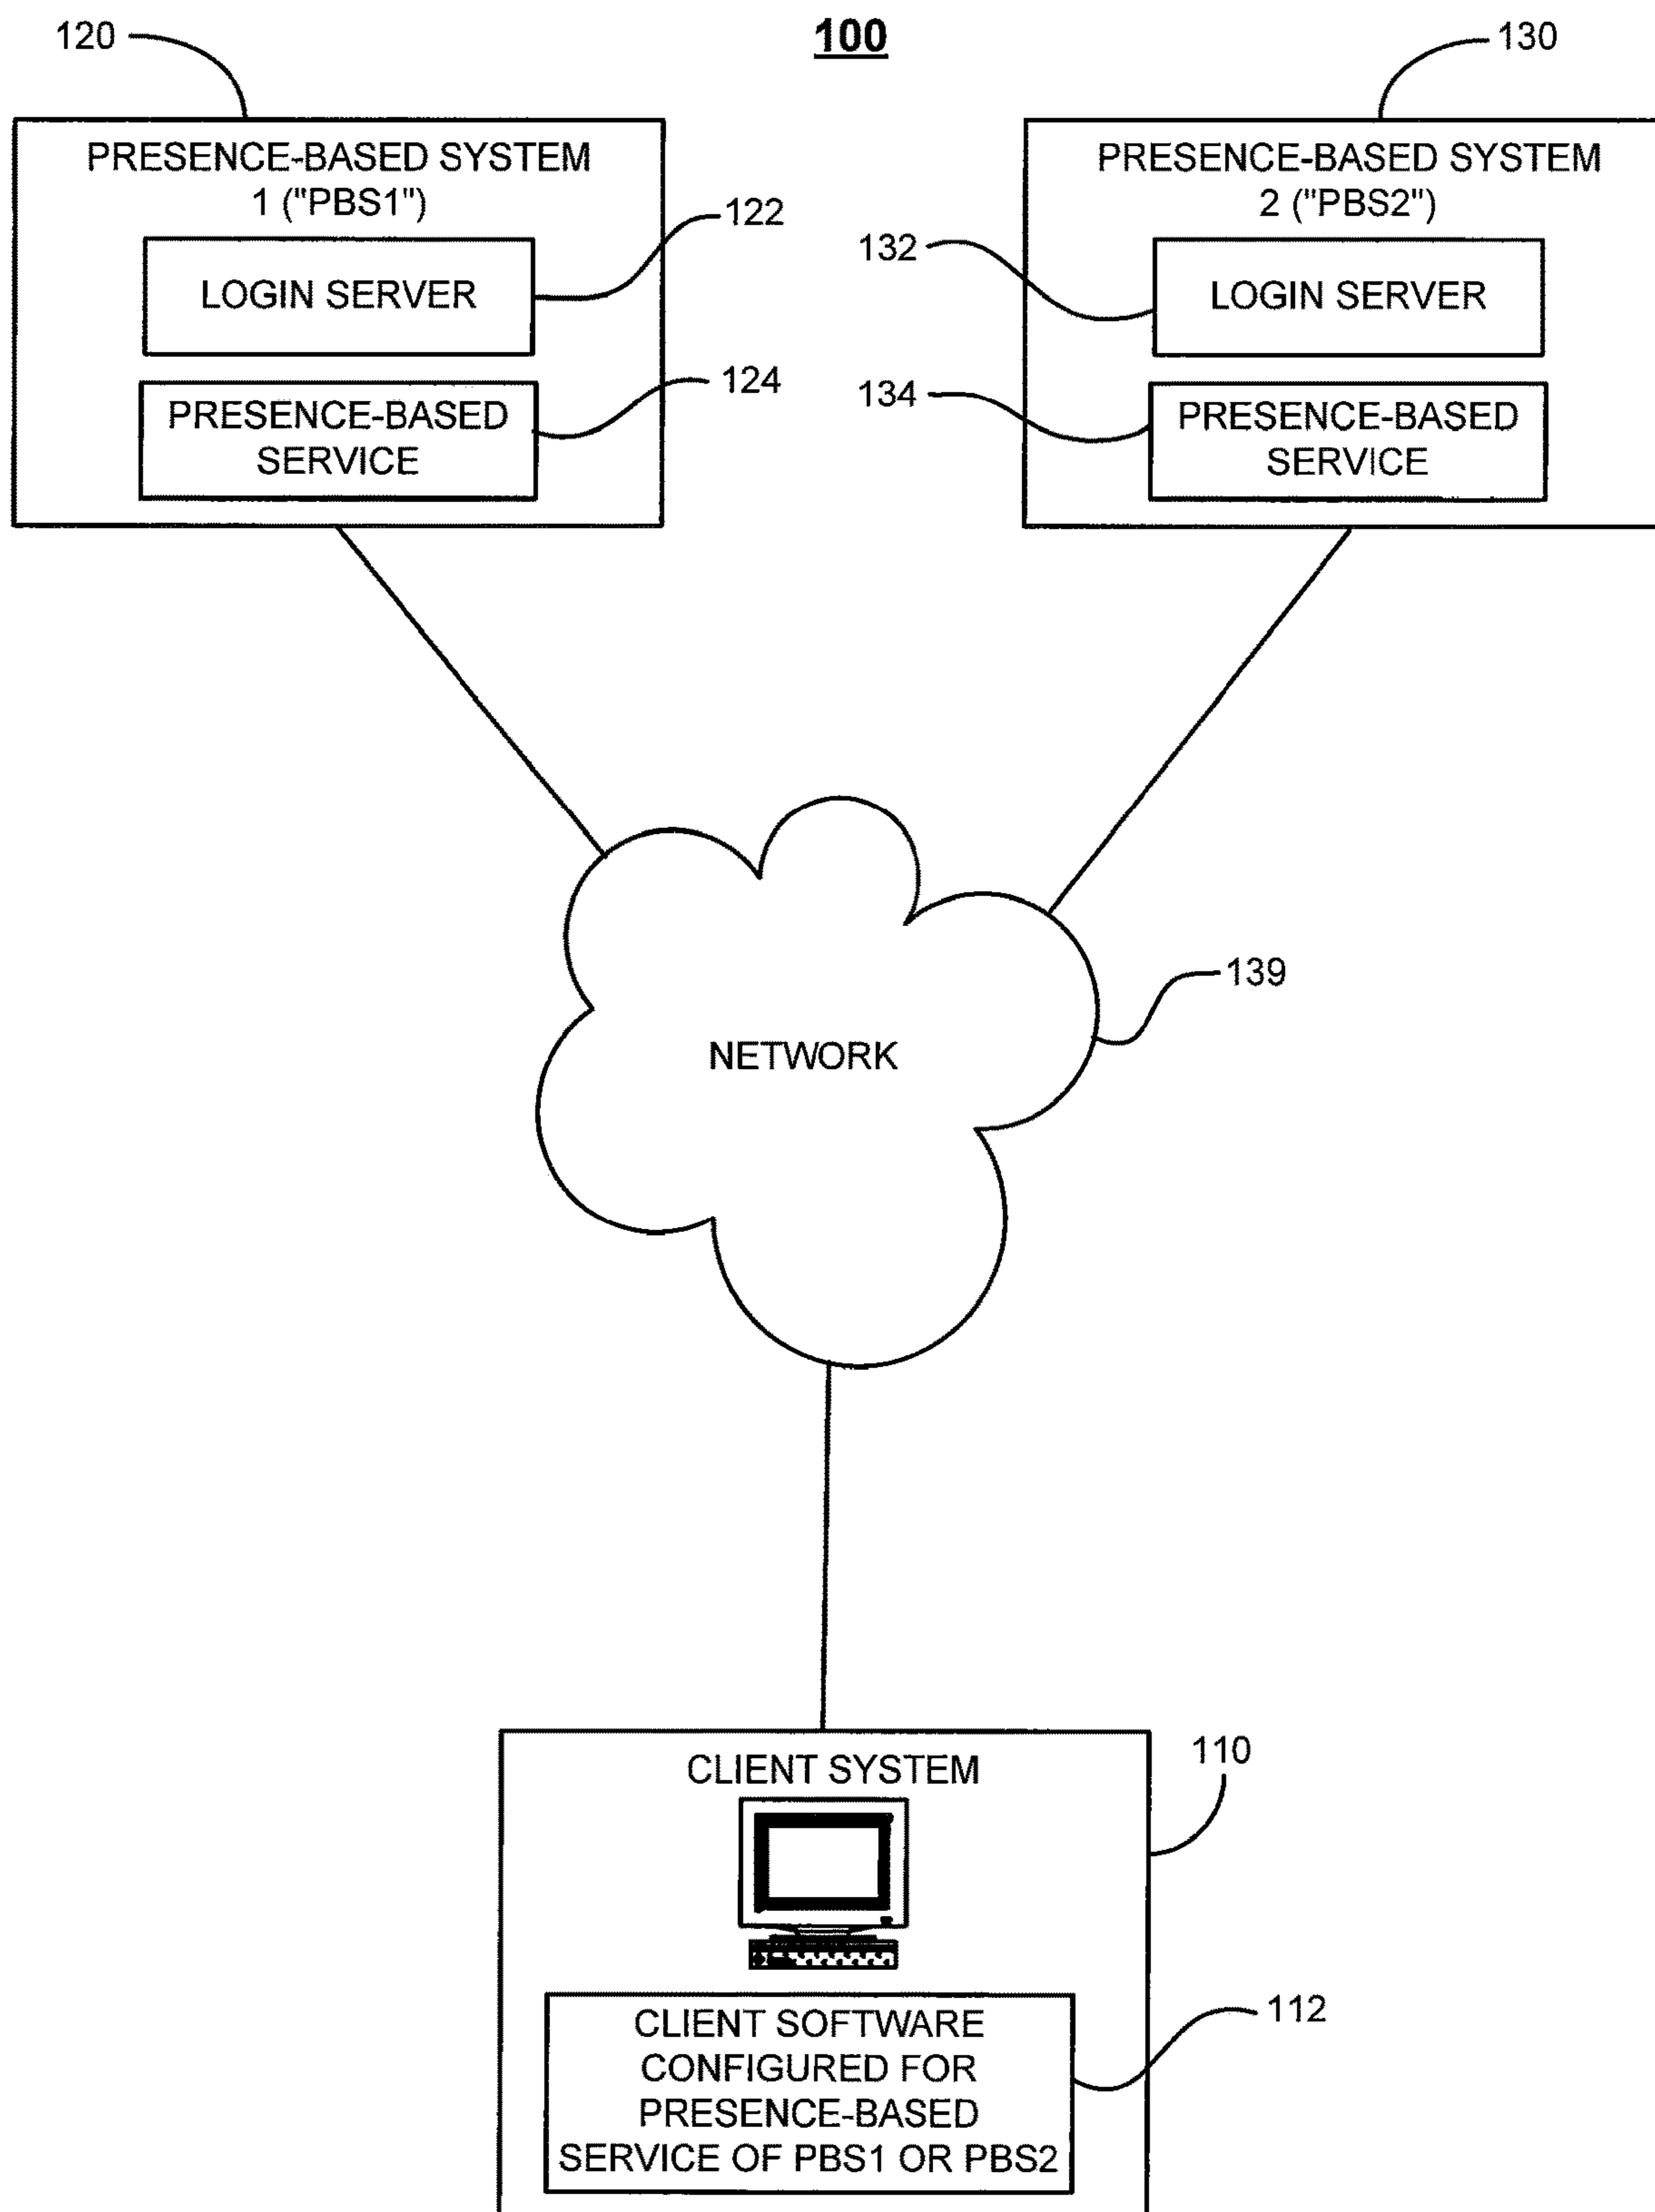 100
120
130
PRESENCE-BASED SYSTEM
1 ("PBS1")
122
LOGIN SERVER
124
PRESENCE-BASED
SERVICE
PRESENCE-BASED SYSTEM
2 ("PBS2")
132
LOGIN SERVER
134
PRESENCE-BASED
SERVICE
139
NETWORK
CLIENT SYSTEM
110
CLIENT SOFTWARE
CONFIGURED FOR
PRESENCE-BASED
SERVICE OF PBS1 OR PBS2
112